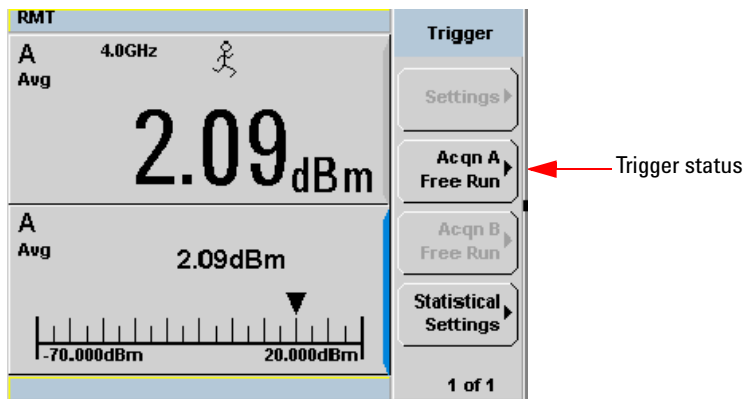 RMT
A
4.0GHz
Avg
2.09dBm
A
Avg
2.09dBm
-70.000dBm
20.000dBm
Trigger
Settings
Acqn A
Free Run
Acqn B
Free Run
Statistical
Settings
1 of 1
Trigger status